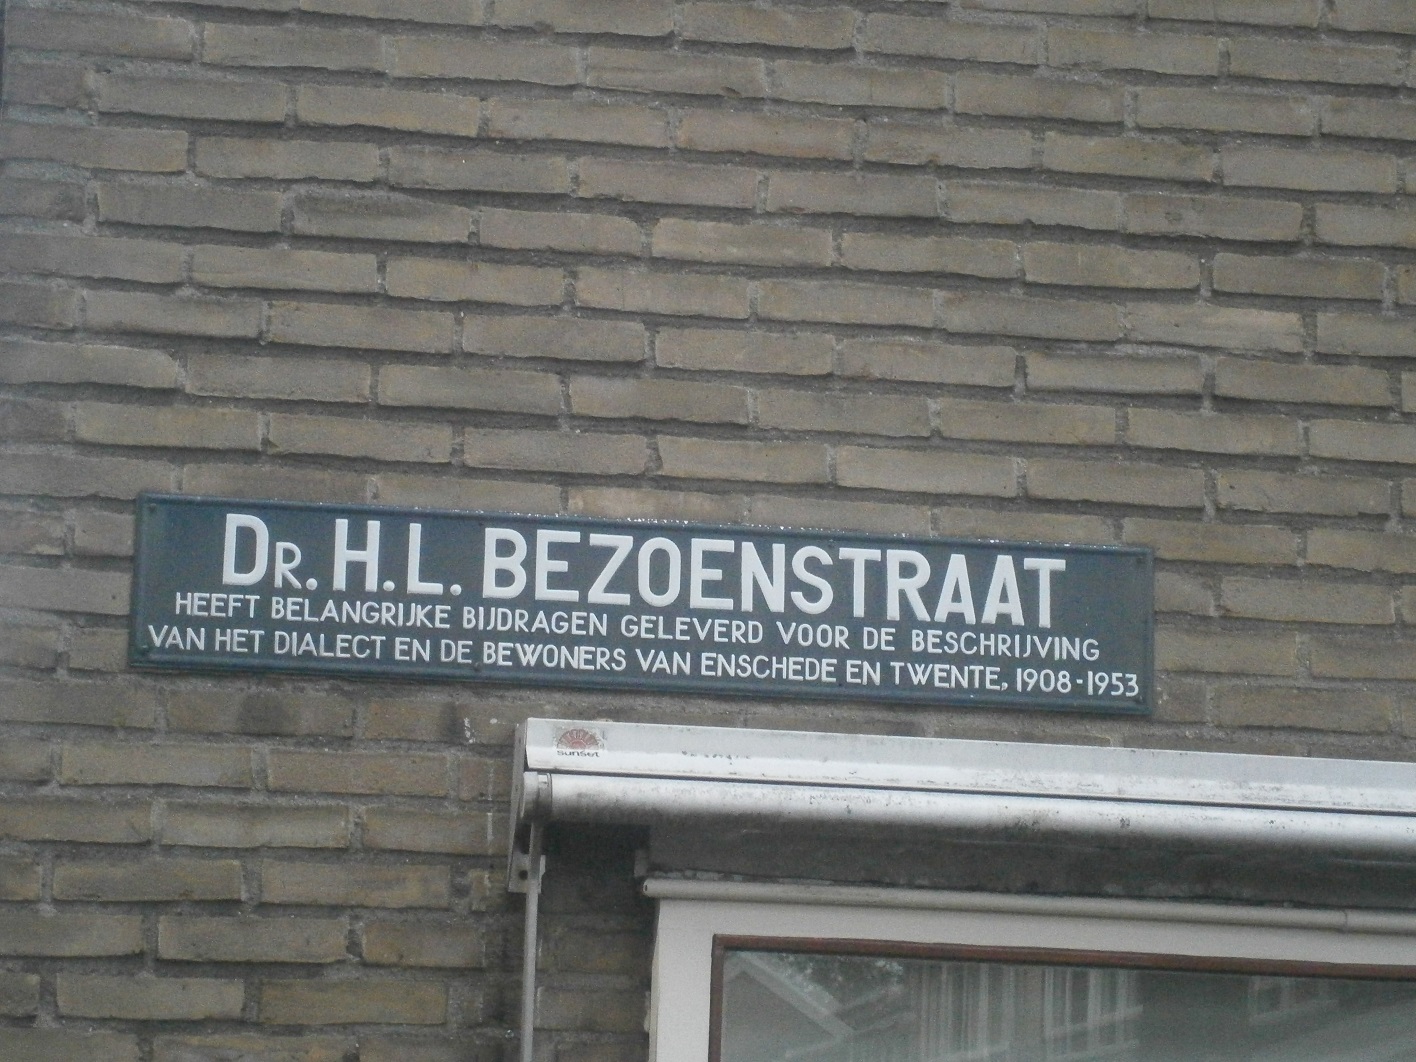 DR. H. L. BEZOENSTRAAT
HEEFT BELANGRIJKE BIJDRAGEN GELEVERD VOOR DE BESCHRIJVING
VAN HET DIALECT EN DE BEWONERS VAN ENSCHEDE EN TWENTE, 1908-1953
sunset